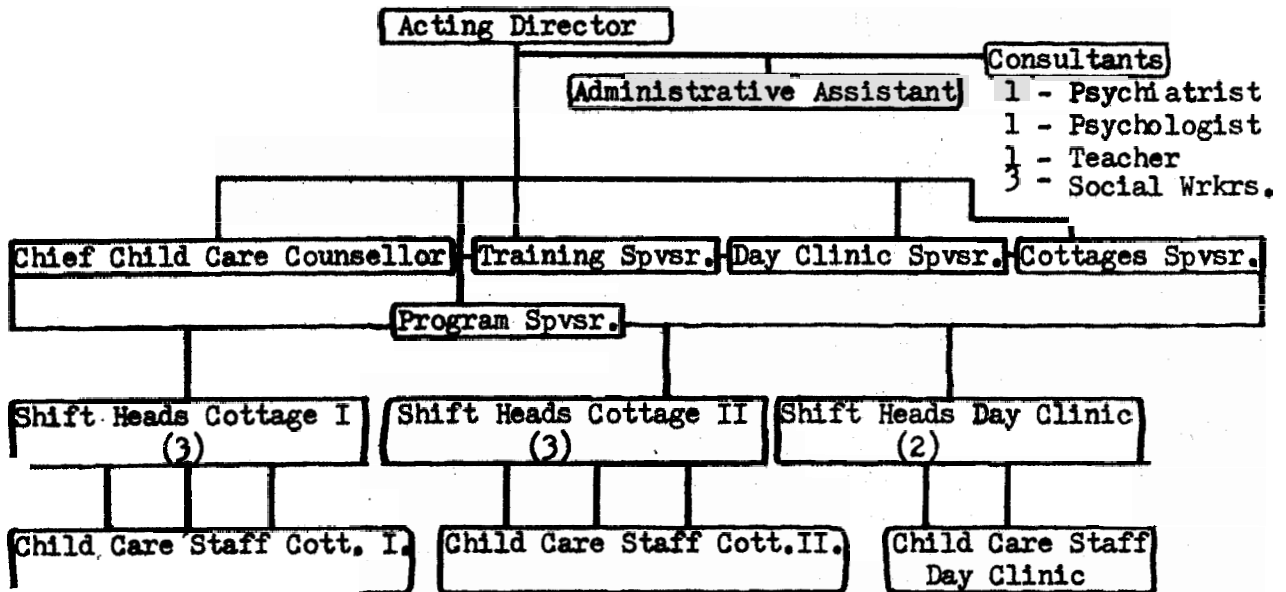 Acting Director
Consultants
Administrative Assistant
1 - Psychiatrist
1 - Psychologist
1 - Teacher
3 - Social Wrkrs.
Chief Child Care Counsellor
Training Spvsr.
Day Clinic Spvsr.
Cottages Spvsr.
Program Spvsr.
Shift Heads Cottage I
(3)
Shift Heads Cottage II
(3)
Shift Heads Day Clinic
(2)
Child Care Staff Cott. I.
Child Care Staff Cott.II.
Child Care Staff
Day Clinic